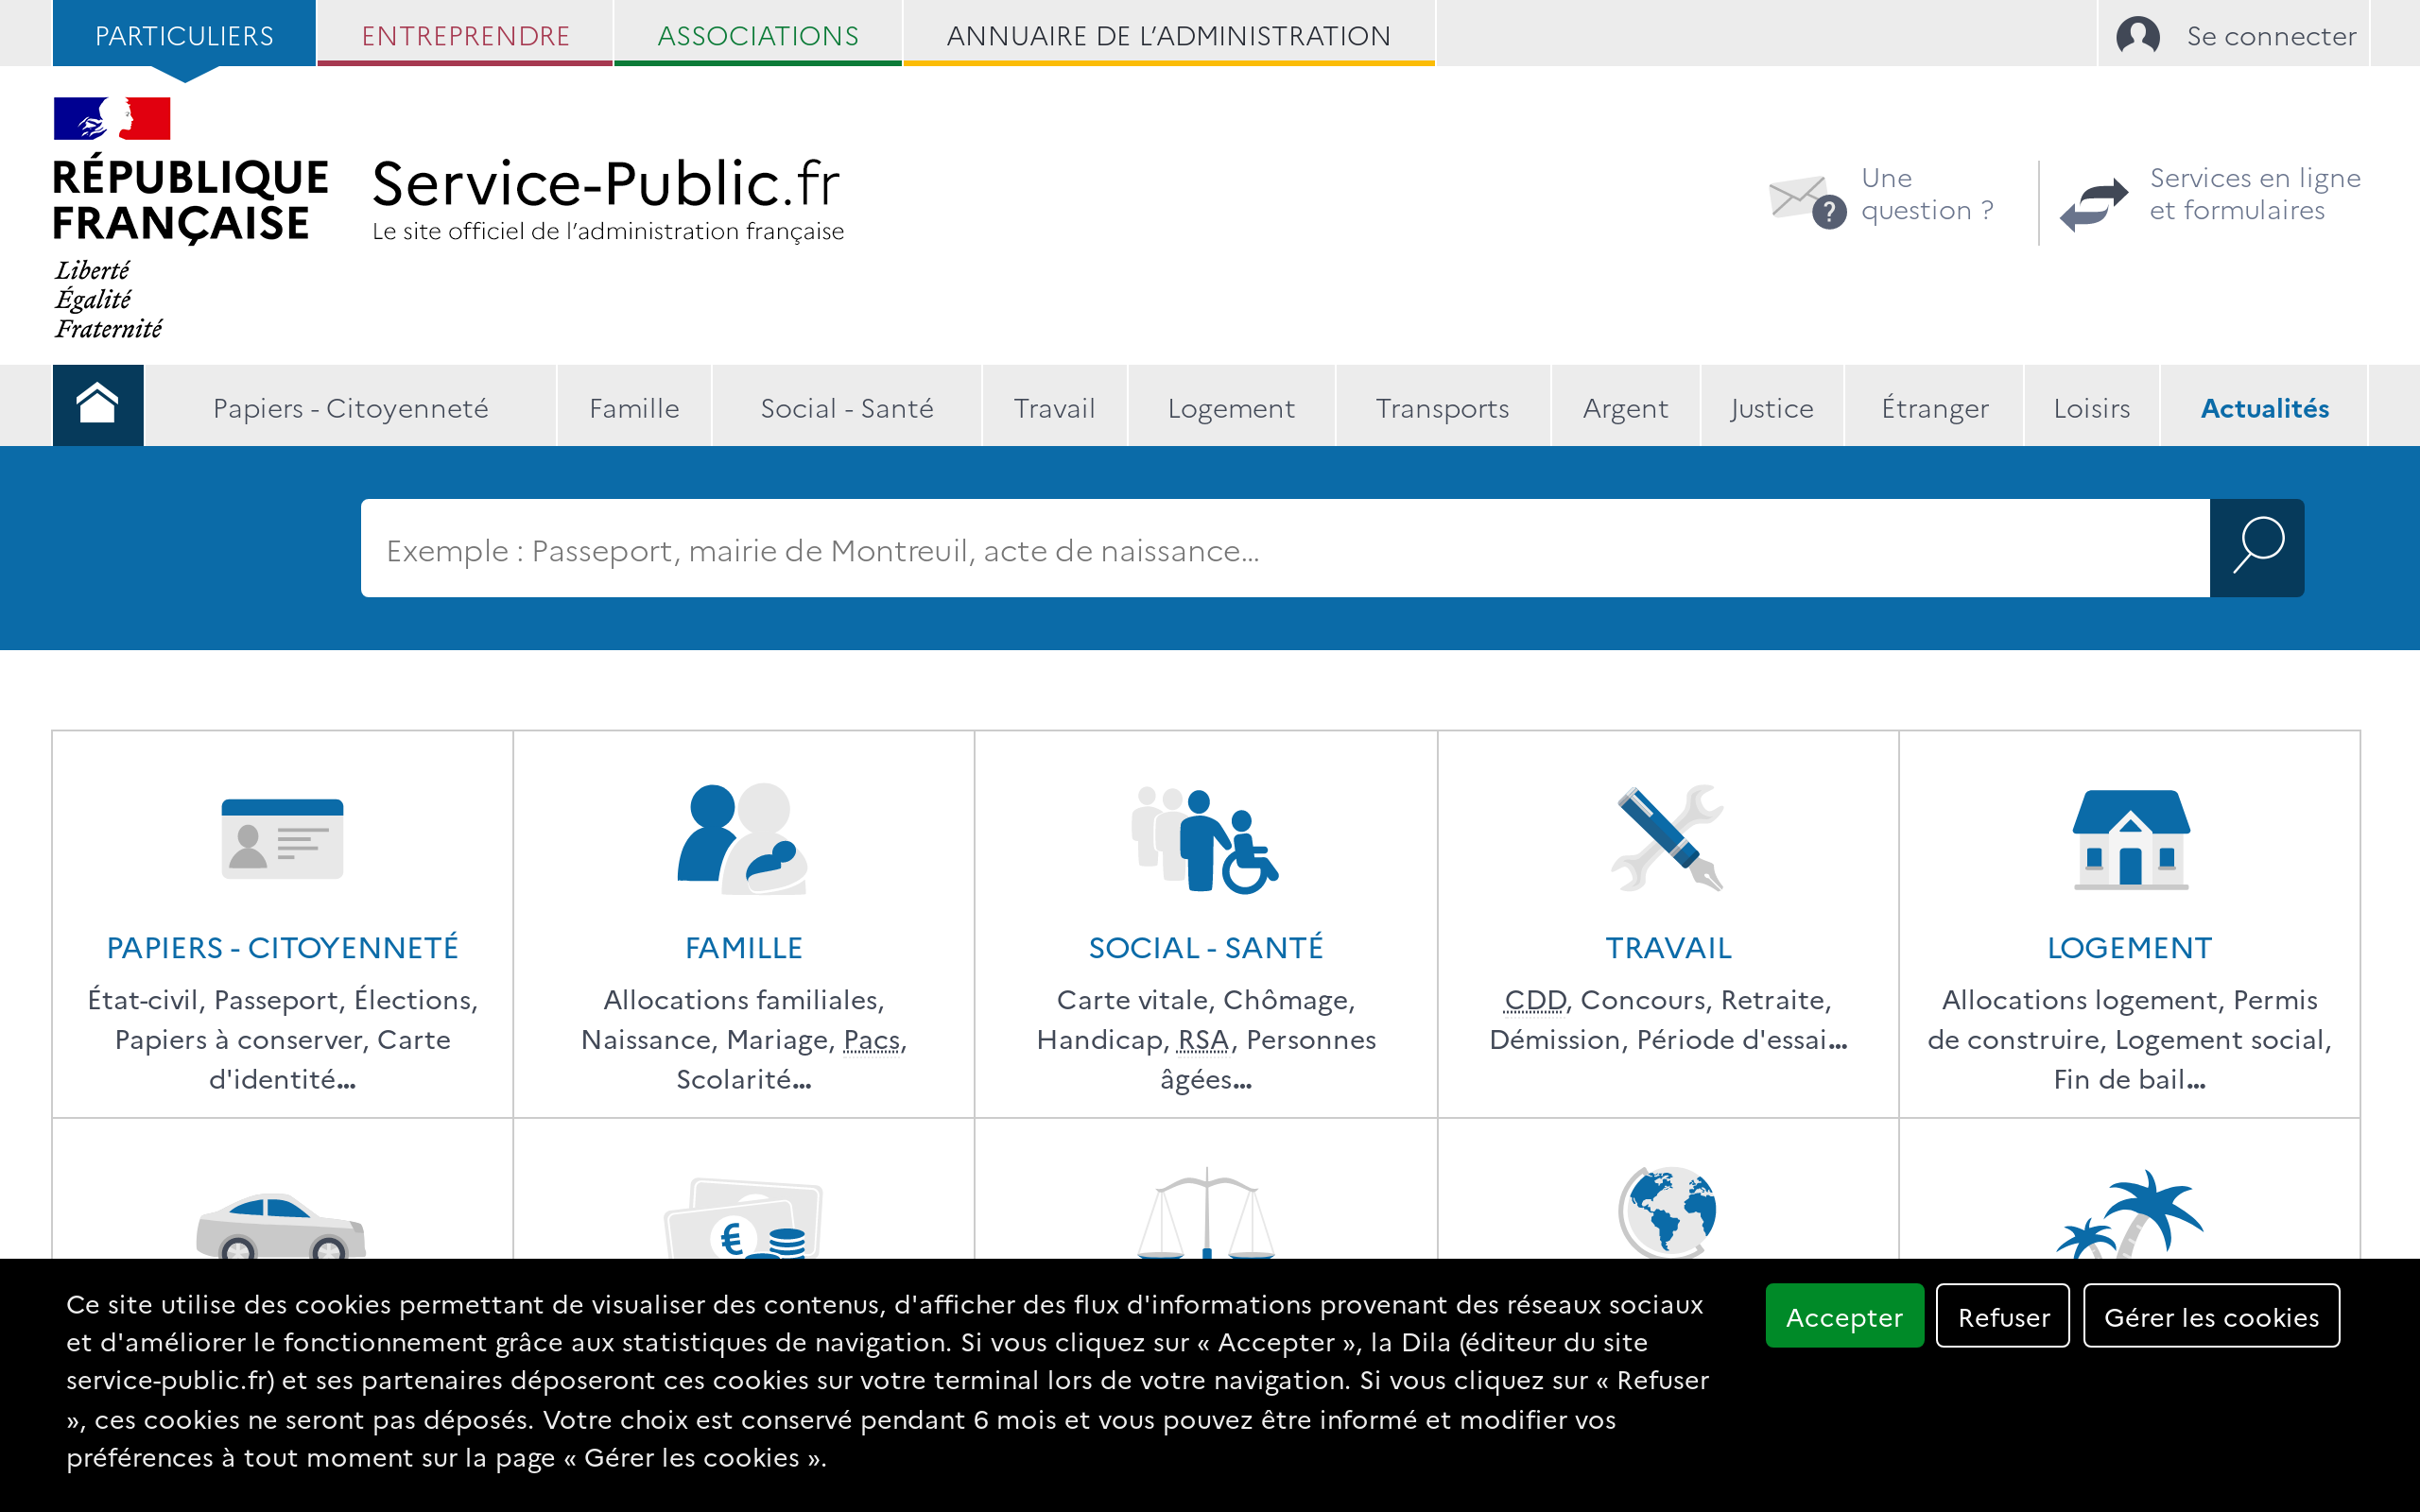 PARTICULIERS
ENTREPRENDRE
ASSOCIATIONS
ANNUAIRE DE L’ADMINISTRATION
Se connecter
RÉPUBLIQUE
FRANÇAISE
Liberté
Égalité
Fraternité
Service-Public.fr
Le site officiel de l’administration française
Une
question ?
Services en ligne
et formulaires
Papiers - Citoyenneté
Famille
Social - Santé
Travail
Logement
Transports
Argent
Justice
Étranger
Loisirs
Actualités
Exemple : Passeport, mairie de Montreuil, acte de naissance...
PAPIERS - CITOYENNETÉ
État-civil, Passeport, Élections,
Papiers à conserver, Carte
d'identité...
FAMILLE
Allocations familiales,
Naissance, Mariage, Pacs,
Scolarité...
SOCIAL - SANTÉ
Carte vitale, Chômage,
Handicap, RSA, Personnes
âgées...
TRAVAIL
CDD, Concours, Retraite,
Démission, Période d'essai...
LOGEMENT
Allocations logement, Permis
de construire, Logement social,
Fin de bail...
€
Ce site utilise des cookies permettant de visualiser des contenus, d'afficher des flux d'informations provenant des réseaux sociaux
et d'améliorer le fonctionnement grâce aux statistiques de navigation. Si vous cliquez sur « Accepter », la Dila (éditeur du site
service-public.fr) et ses partenaires déposeront ces cookies sur votre terminal lors de votre navigation. Si vous cliquez sur « Refuser
», ces cookies ne seront pas déposés. Votre choix est conservé pendant 6 mois et vous pouvez être informé et modifier vos
préférences à tout moment sur la page « Gérer les cookies ».
Accepter
Refuser
Gérer les cookies